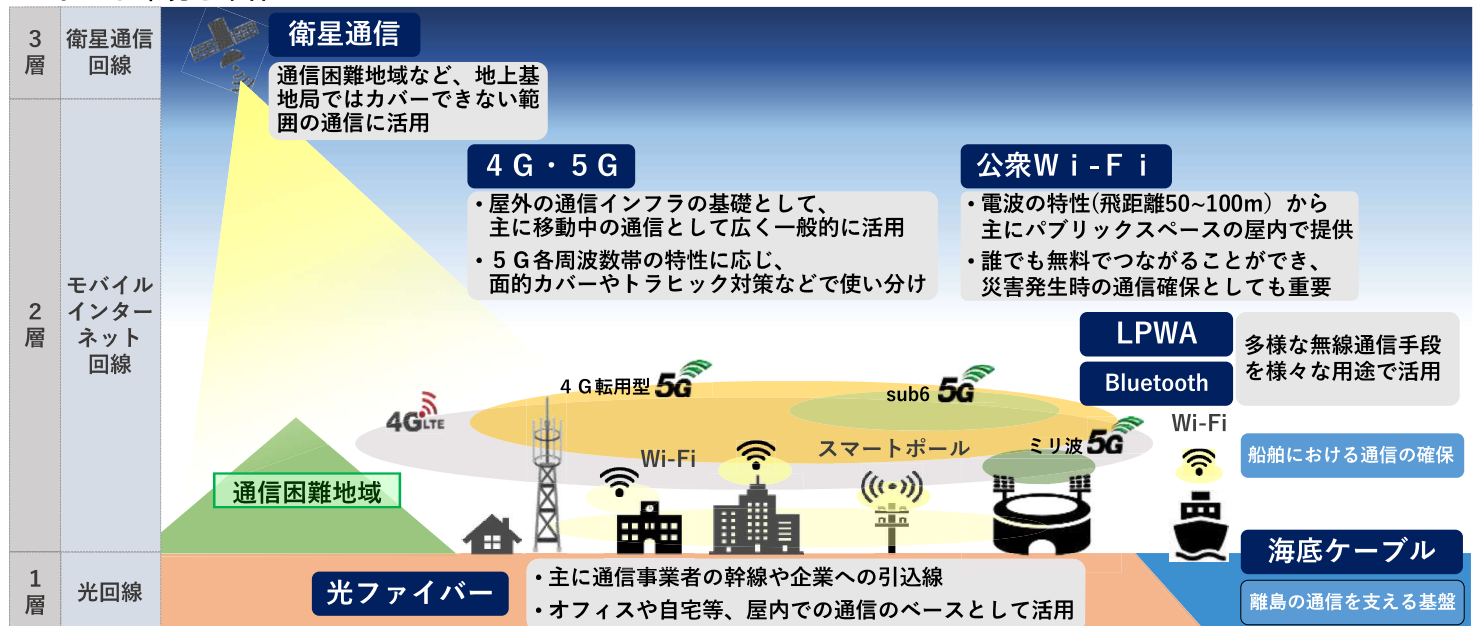 3
層
衛星通信
回線
衛星通信
通信困難地域など、地上基
地局ではカバーできない範
囲の通信に活用
2
層
モバイル
インター
ネット
回線
４Ｇ・５Ｇ
・屋外の通信インフラの基礎として、
主に移動中の通信として広く一般的に活用
・５Ｇ各周波数帯の特性に応じ、
面的カバーやトラヒック対策などで使い分け
公衆Ｗｉ-Ｆｉ
・電波の特性(飛距離50~100m）から
主にパブリックスペースの屋内で提供
・誰でも無料でつながることができ、
災害発生時の通信確保としても重要
LPWA
Bluetooth
多様な無線通信手段
を様々な用途で活用
４Ｇ転用型 5G
sub6 5G
4G LTE
ミリ波 5G
Wi-Fi
スマートポール
Wi-Fi
船舶における通信の確保
通信困難地域
1
層
光回線
光ファイバー
・主に通信事業者の幹線や企業への引込線
・オフィスや自宅等、屋内での通信のベースとして活用
海底ケーブル
離島の通信を支える基盤